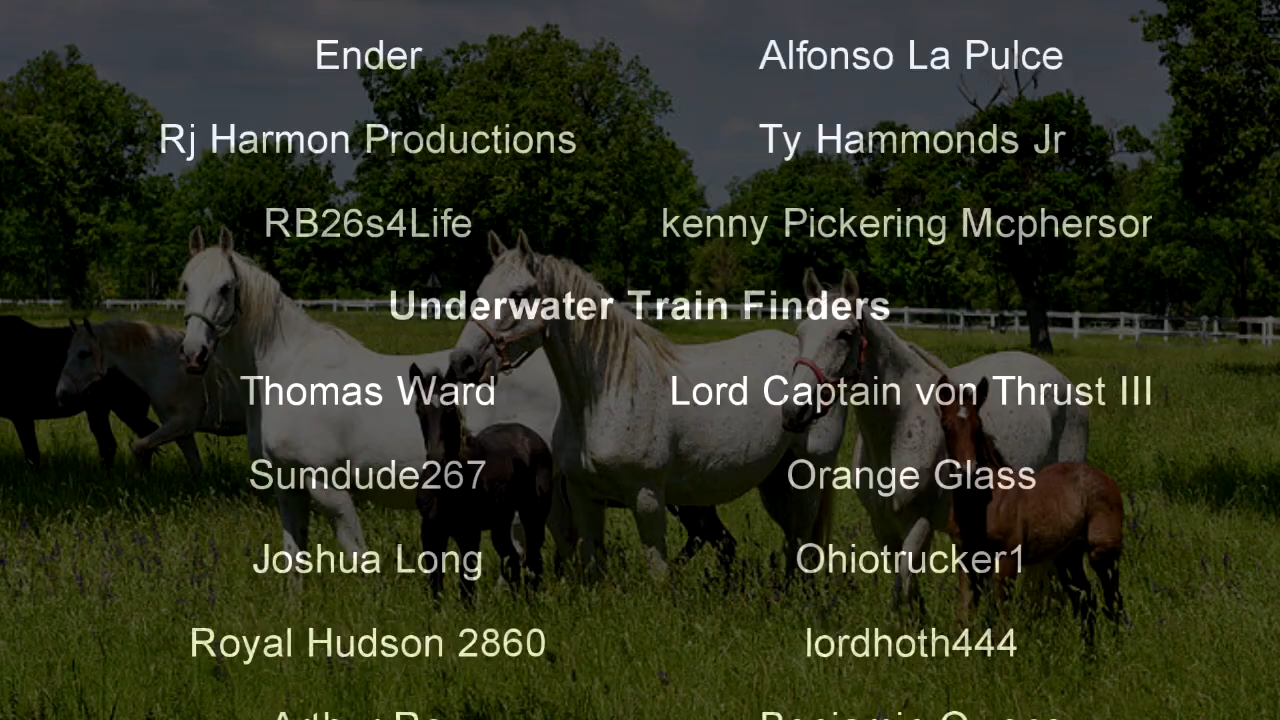 Ender Alfonso La Pulce
Rj Harmon Productions Ty Hammonds Jr
RB26s4Life kenny Pickering Mcpherson
Underwater Train Finders
Thomas Ward Lord Captain von Thrust III
Sumdude267 Orange Glass
Joshua Long Ohiotrucker1
Royal Hudson 2860 lordhoth444